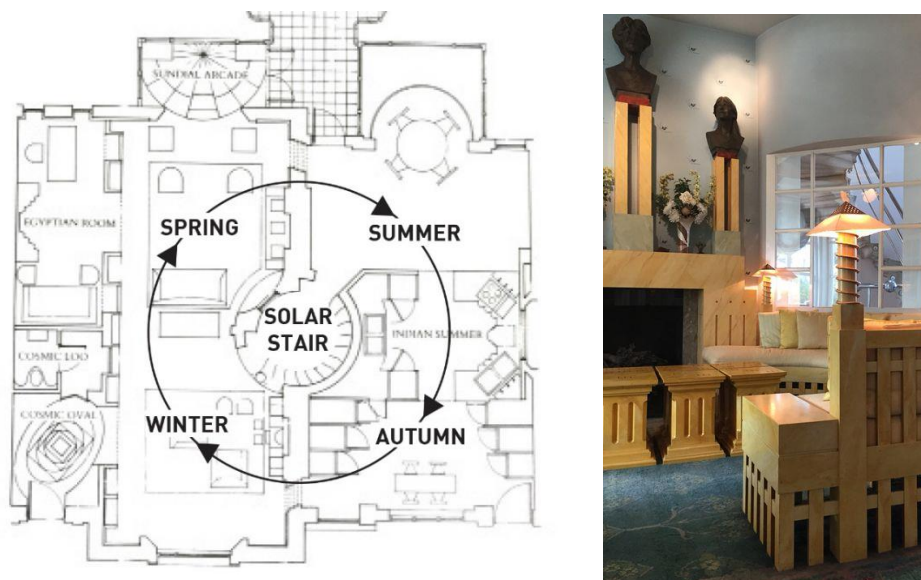 SUNDIAL ARCADE
EGYPTIAN ROOM
SPRING
SUMMER
SOLAR
STAIR
INDIAN SUMMER
COSMIC LOO
COSMIC OVAL
WINTER
AUTUMN